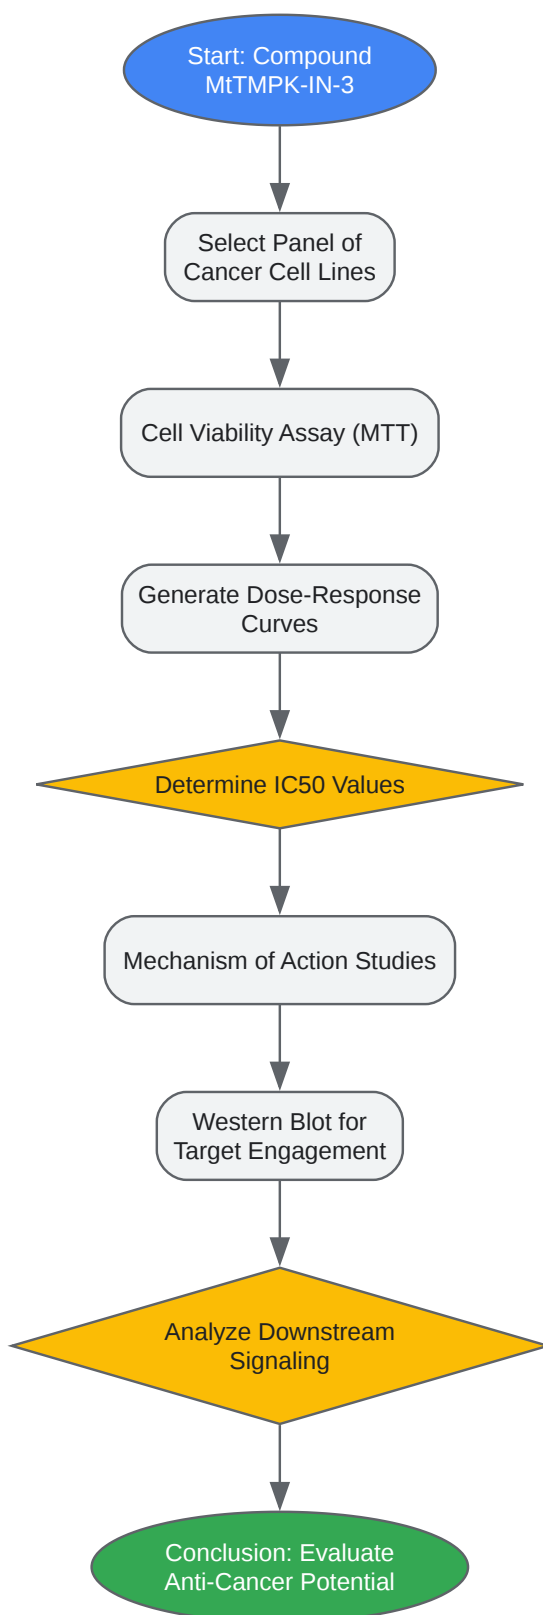 Start: Compound
MtTMPK-IN-3
Select Panel of
Cancer Cell Lines
Cell Viability Assay (MTT)
Generate Dose-Response
Curves
Determine IC50 Values
Mechanism of Action Studies
Western Blot for
Target Engagement
Analyze Downstream
Signaling
Conclusion: Evaluate
Anti-Cancer Potential